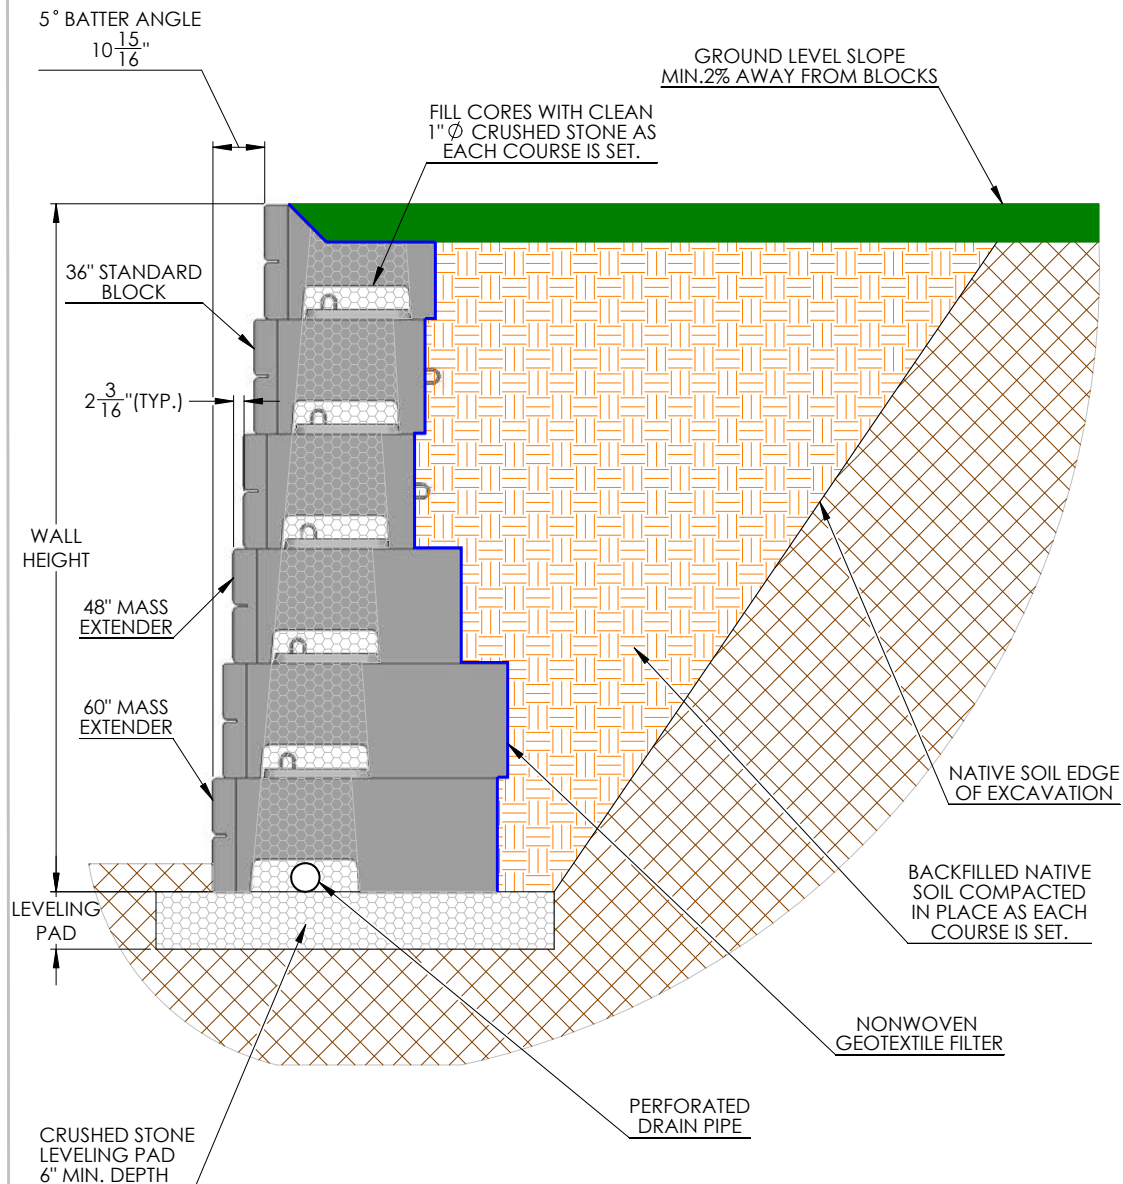 5° BATTER ANGLE
10 15/16"
GROUND LEVEL SLOPE
MIN.2% AWAY FROM BLOCKS
FILL CORES WITH CLEAN
1"Ø CRUSHED STONE AS
EACH COURSE IS SET.
36" STANDARD
BLOCK
2 3/16"(TYP.)
WALL
HEIGHT
48" MASS
EXTENDER
60" MASS
EXTENDER
NATIVE SOIL EDGE
OF EXCAVATION
BACKFILLED NATIVE
SOIL COMPACTED
IN PLACE AS EACH
COURSE IS SET.
LEVELING
PAD
NONWOVEN
GEOTEXTILE FILTER
PERFORATED
DRAIN PIPE
CRUSHED STONE
LEVELING PAD
6" MIN. DEPTH